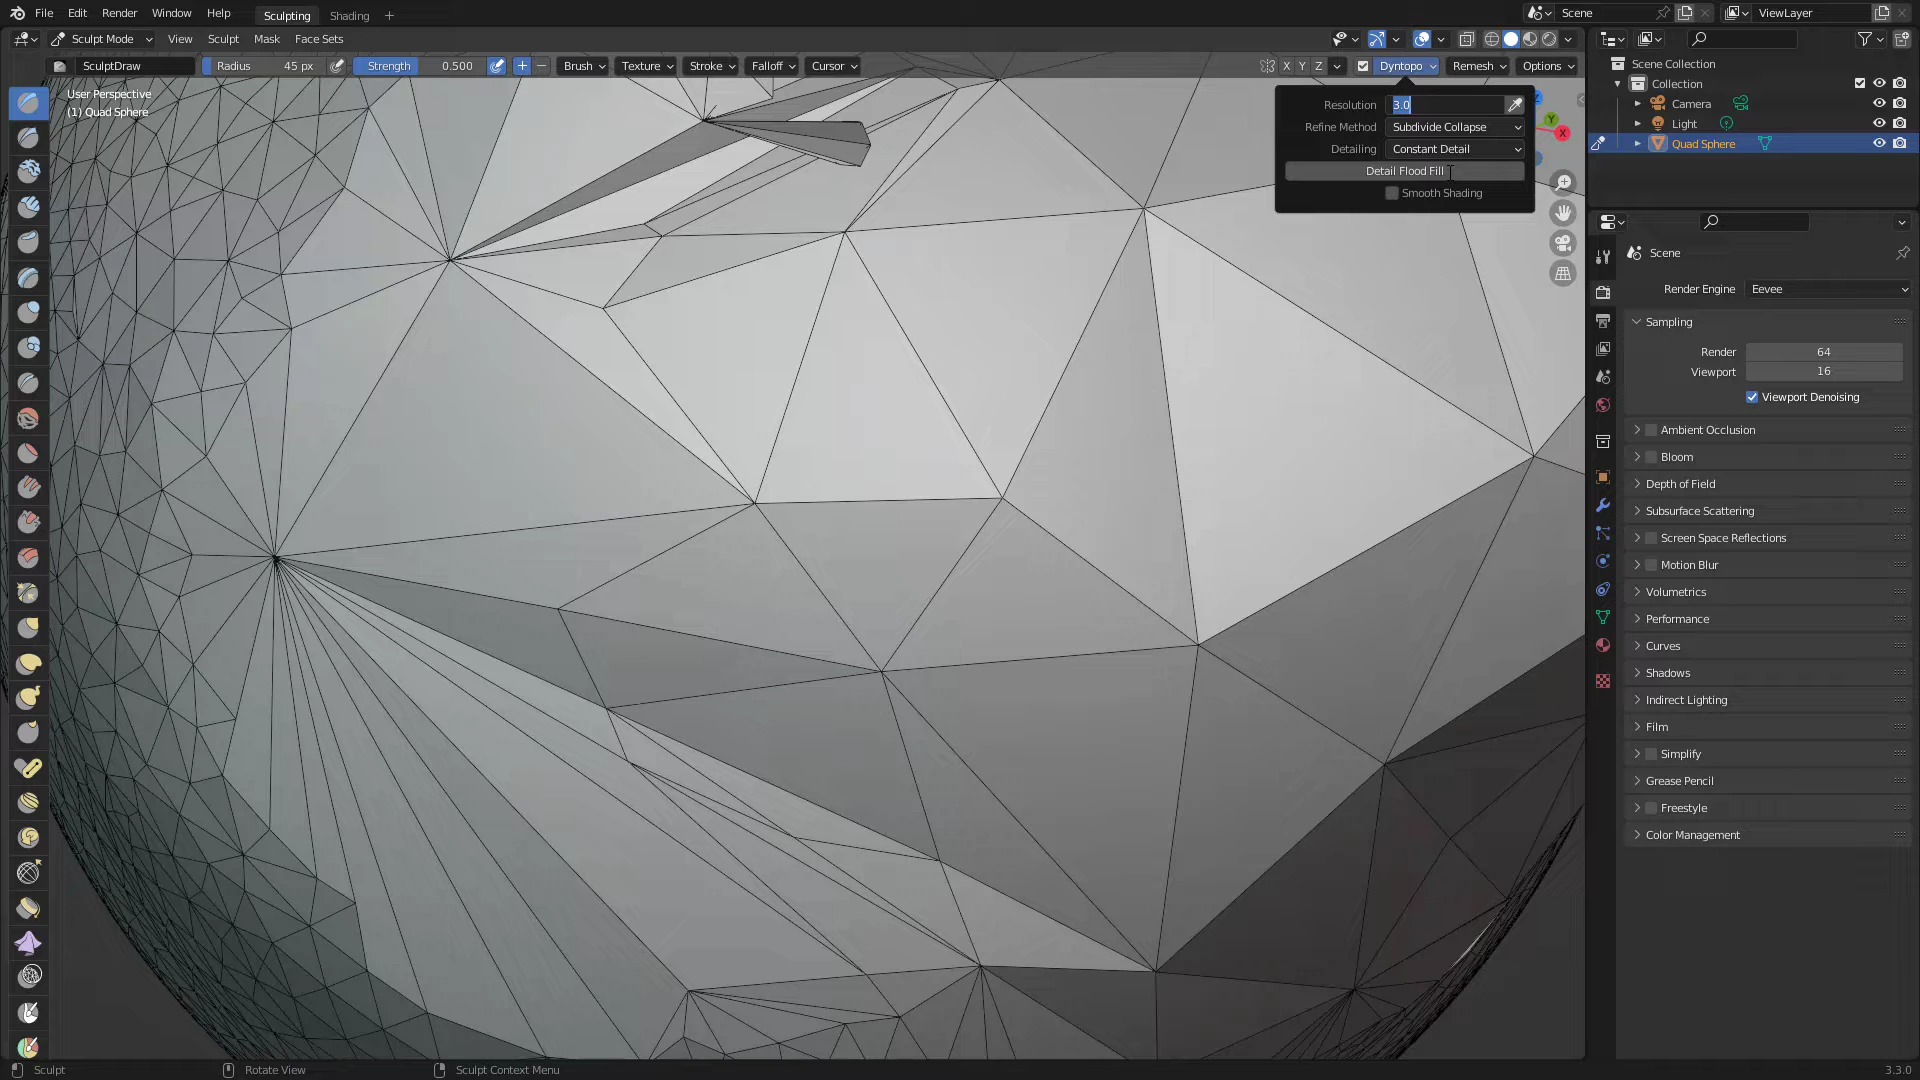 File Edit Render Window Help Sculpting Shading + Scene ViewLayer
Sculpt Mode View Sculpt Mask Face Sets
SculptDraw Radius 45 px Strength 0.500 Brush Texture Stroke Falloff Cursor X Y Z Dyntopo Remesh Options
User Perspective
(1) Quad Sphere
Resolution 3.0
Refine Method Subdivide Collapse
Detailing Constant Detail
Detail Flood Fill
Smooth Shading
Y
X
Scene Collection
Collection
Camera
Light
Quad Sphere
Scene
Render Engine Eevee
Sampling
Render 64
Viewport 16
Viewport Denoising
Ambient Occlusion
Bloom
Depth of Field
Subsurface Scattering
Screen Space Reflections
Motion Blur
Volumetrics
Performance
Curves
Shadows
Indirect Lighting
Film
Simplify
Grease Pencil
Freestyle
Color Management
Sculpt Rotate View Sculpt Context Menu 3.3.0